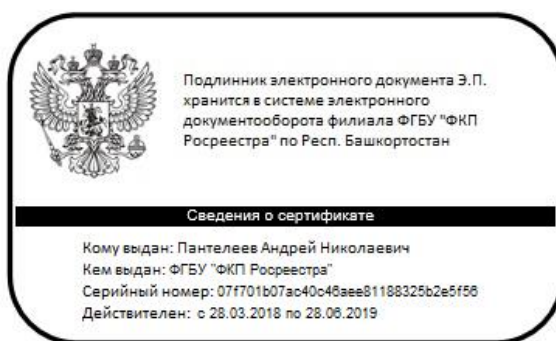 Подлинник электронного документа Э.П.
хранится в системе электронного
документооборота филиала ФГБУ "ФКП
Росреестра" по Респ. Башкортостан
Сведения о сертификате
Кому выдан: Пантелеев Андрей Николаевич
Кем выдан: ФГБУ "ФКП Росреестра"
Серийный номер: 07f701b07ac40c46aee81188325b2e5f56
Действителен: с 28.03.2018 по 28.06.2019